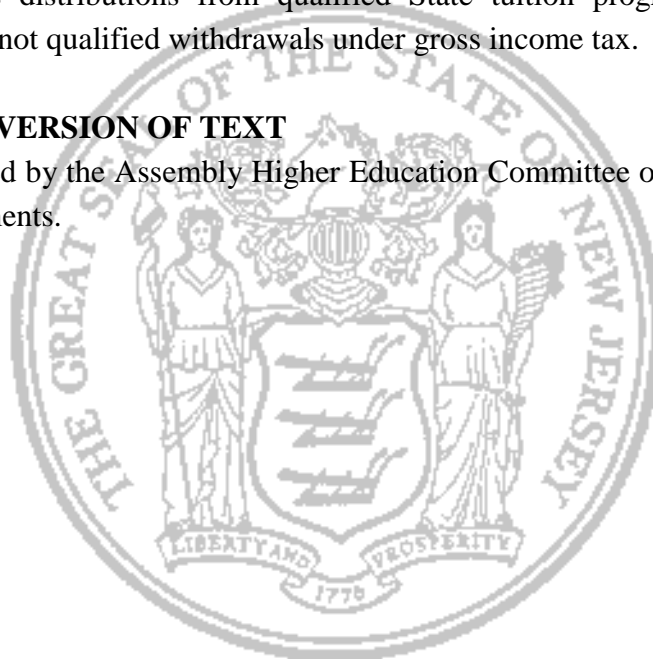 distributions from qualified State tuition prog
not qualified withdrawals under gross income tax.
VERSION OF TEXT
d by the Assembly Higher Education Committee o
ents.
THE GREAT SEAL OF THE STATE OF NEW JERSEY
LIBERTY AND PROSPERITY
1776